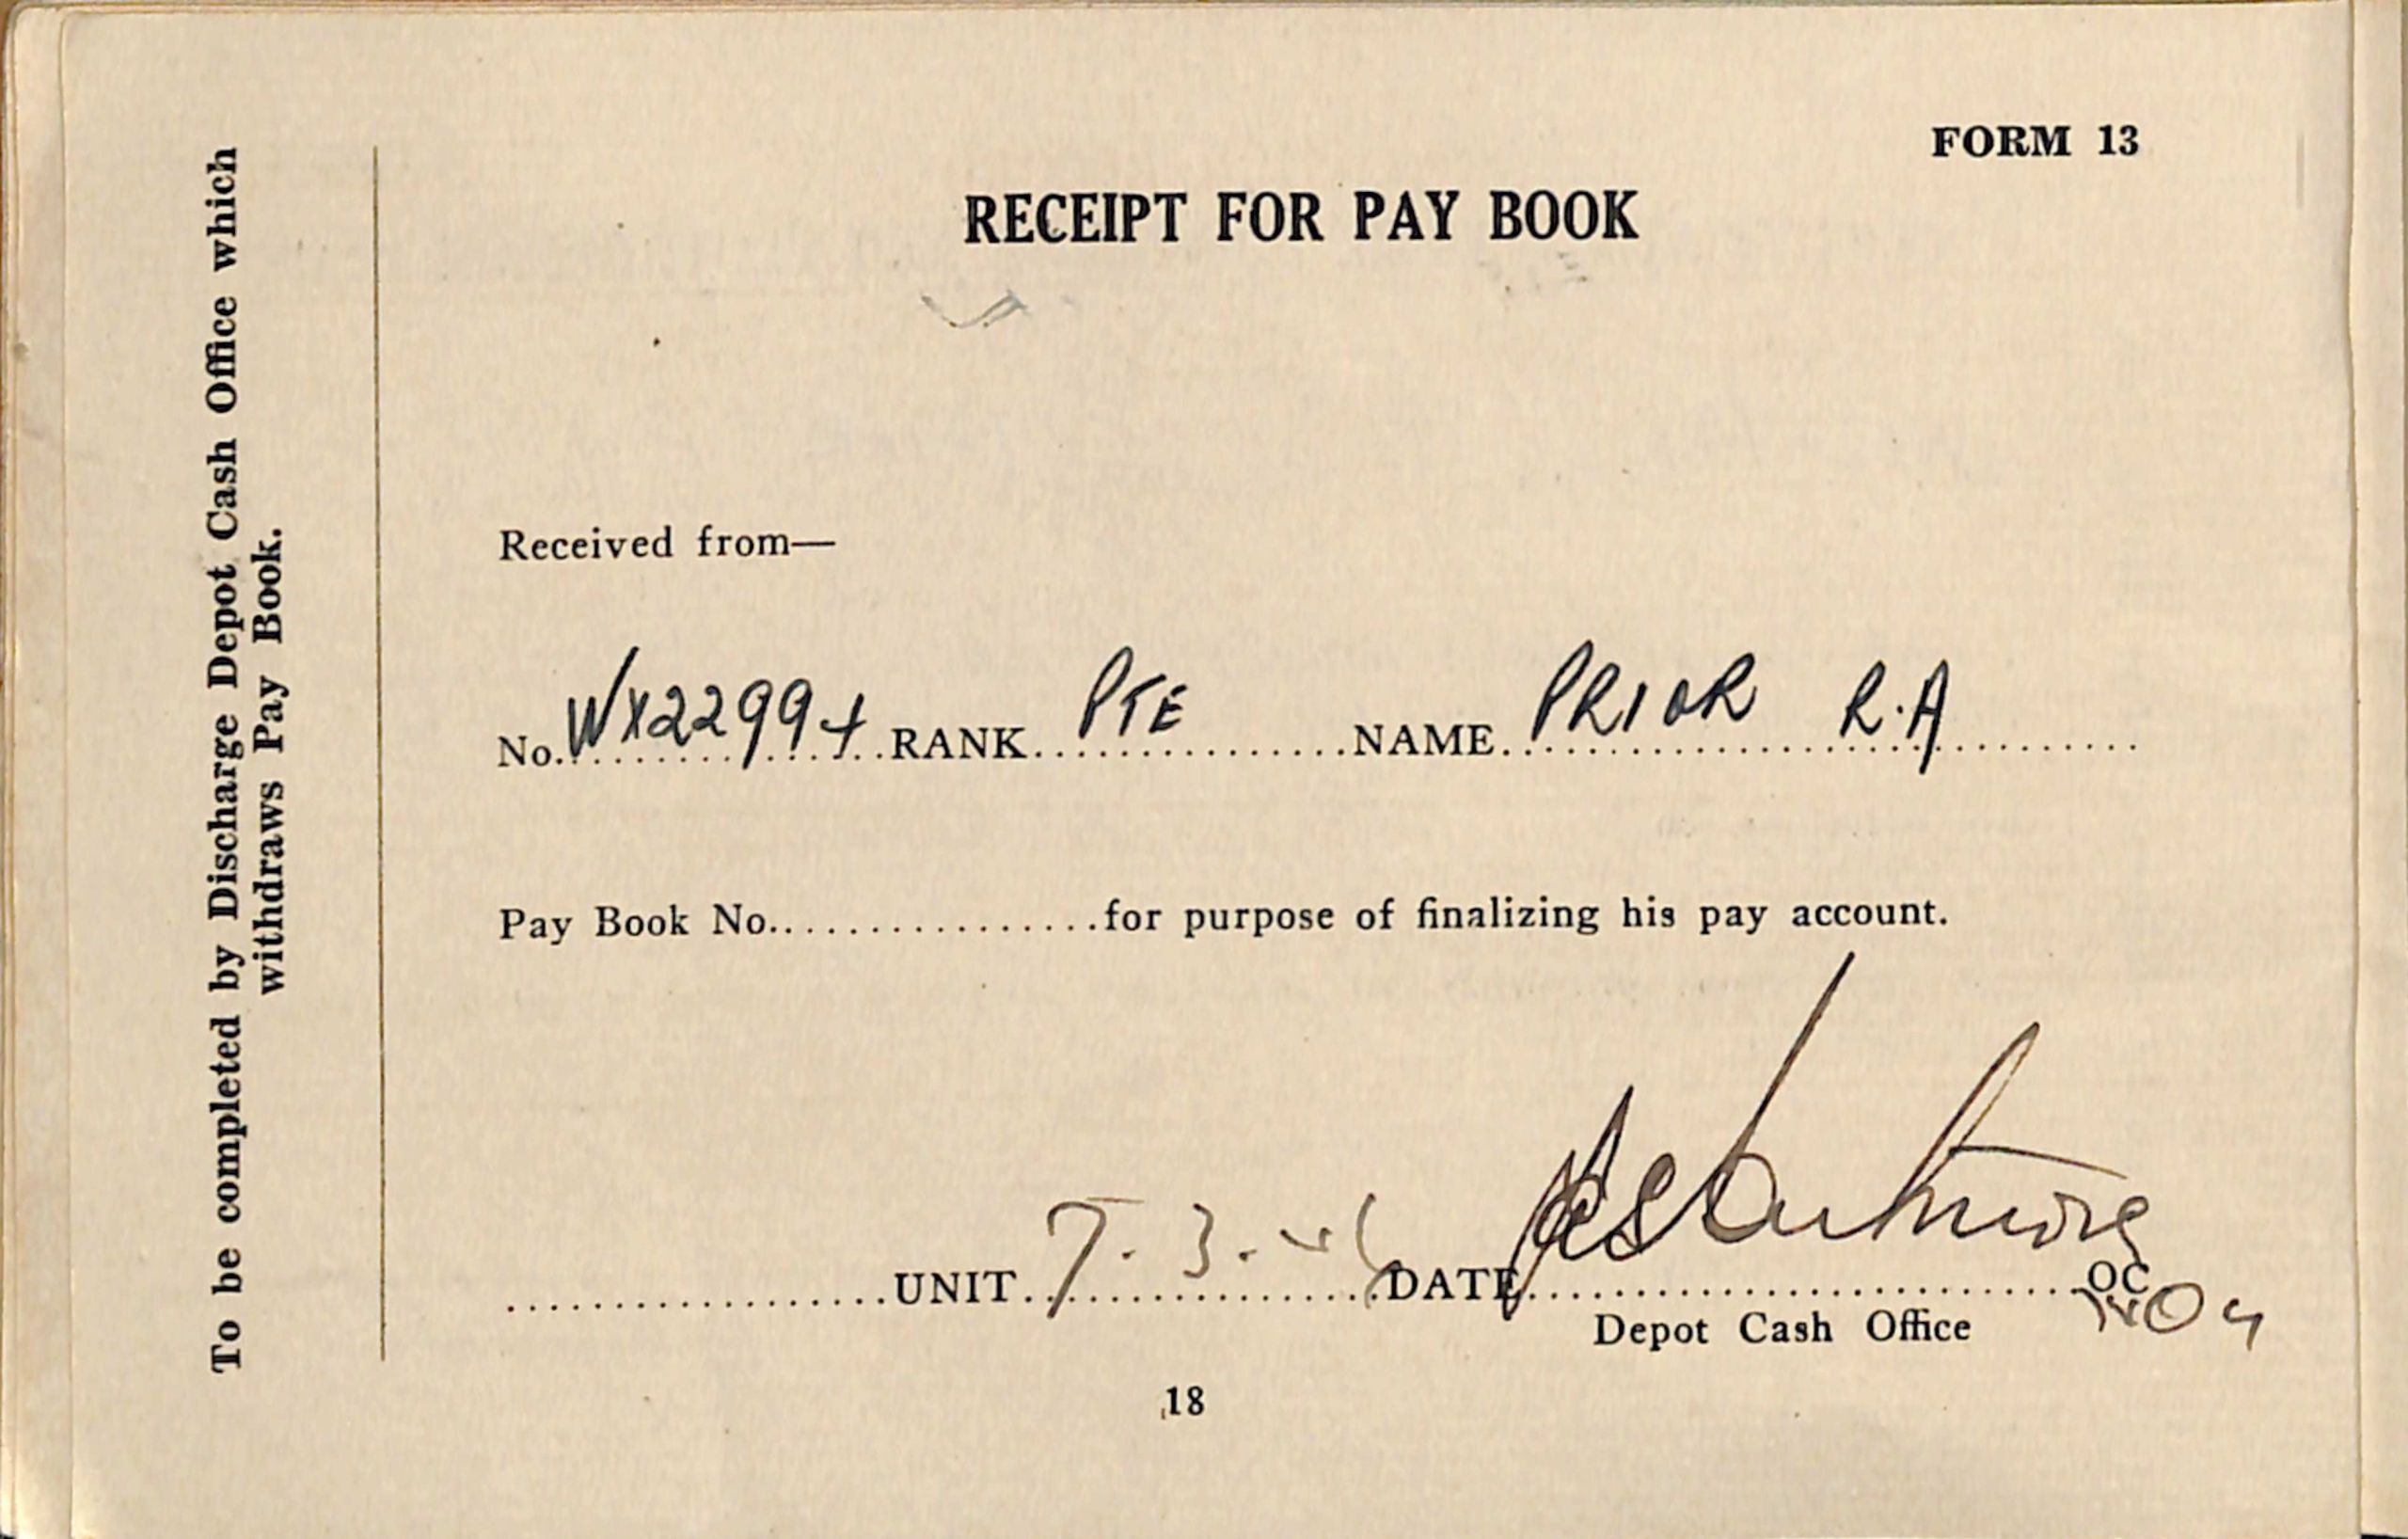 FORM 13
RECEIPT FOR PAY BOOK
To be completed by Discharge Depot Cash Office which
withdraws Pay Book.
Received from—
No. WX22994 RANK PTE NAME PRIOR R.A
Pay Book No. for purpose of finalizing his pay account.
UNIT 7.3.46 DATE OC
Depot Cash Office
18